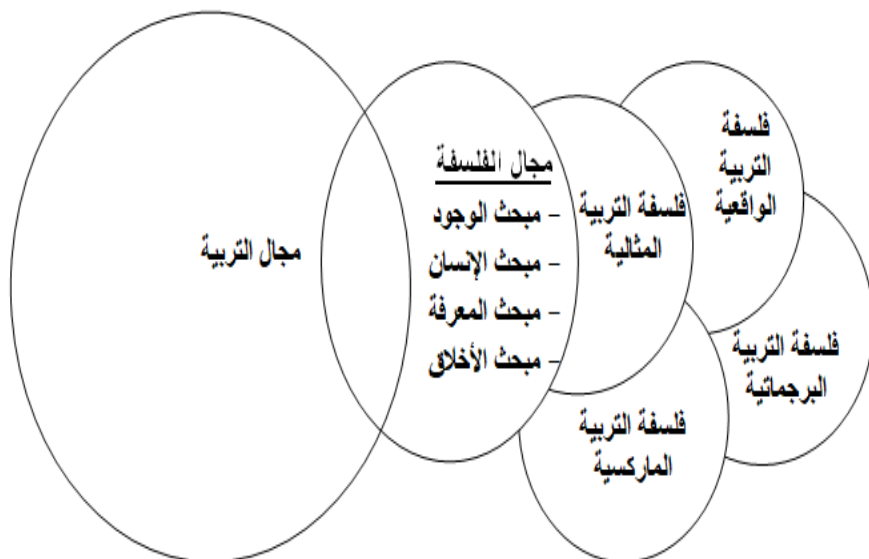 مجال التربية
مجال الفلسفة
– مبحث الوجود
– مبحث الإنسان
– مبحث المعرفة
– مبحث الأخلاق
فلسفة التربية
المثالية
فلسفة
التربية
الواقعية
فلسفة التربية
البرجماتية
فلسفة التربية
الماركسية